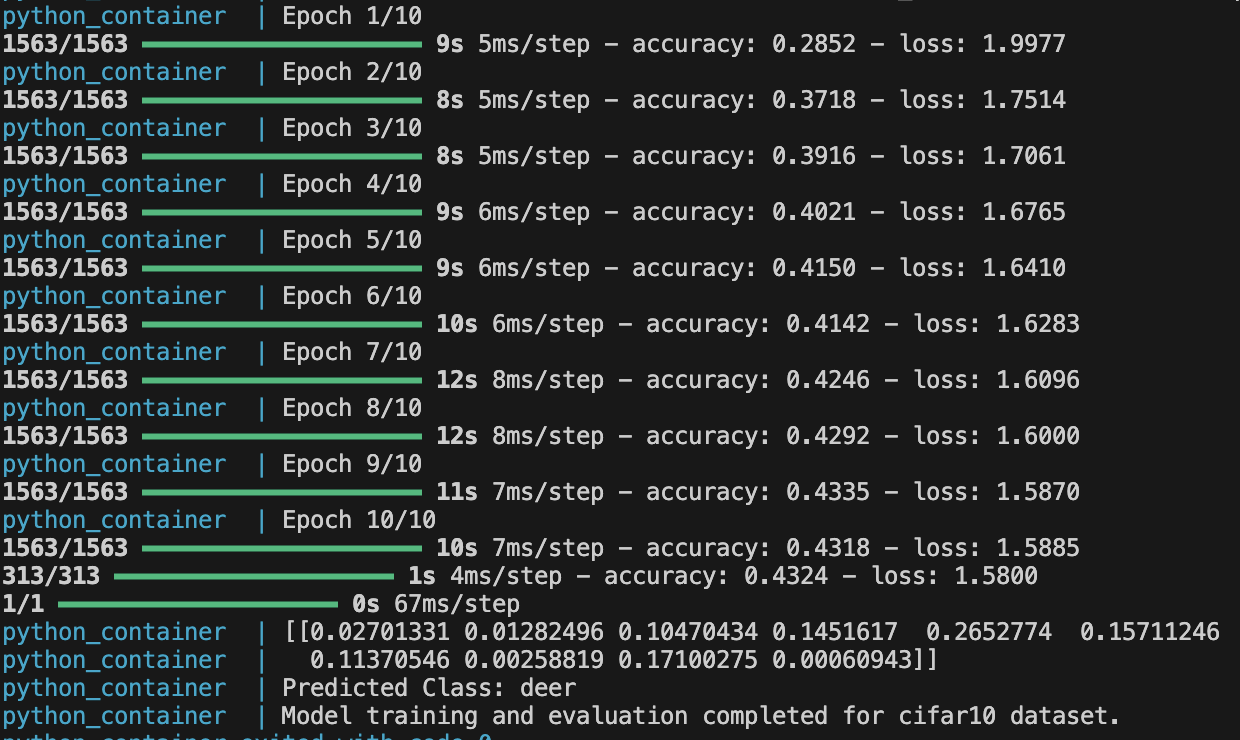 python_container  | Epoch 1/10
1563/1563 ━━━━━━━━━━━━━━━━━━━━ 9s 5ms/step – accuracy: 0.2852 – loss: 1.9977
python_container  | Epoch 2/10
1563/1563 ━━━━━━━━━━━━━━━━━━━━ 8s 5ms/step – accuracy: 0.3718 – loss: 1.7514
python_container  | Epoch 3/10
1563/1563 ━━━━━━━━━━━━━━━━━━━━ 8s 5ms/step – accuracy: 0.3916 – loss: 1.7061
python_container  | Epoch 4/10
1563/1563 ━━━━━━━━━━━━━━━━━━━━ 9s 6ms/step – accuracy: 0.4021 – loss: 1.6765
python_container  | Epoch 5/10
1563/1563 ━━━━━━━━━━━━━━━━━━━━ 9s 6ms/step – accuracy: 0.4150 – loss: 1.6410
python_container  | Epoch 6/10
1563/1563 ━━━━━━━━━━━━━━━━━━━━ 10s 6ms/step – accuracy: 0.4142 – loss: 1.6283
python_container  | Epoch 7/10
1563/1563 ━━━━━━━━━━━━━━━━━━━━ 12s 8ms/step – accuracy: 0.4246 – loss: 1.6096
python_container  | Epoch 8/10
1563/1563 ━━━━━━━━━━━━━━━━━━━━ 12s 8ms/step – accuracy: 0.4292 – loss: 1.6000
python_container  | Epoch 9/10
1563/1563 ━━━━━━━━━━━━━━━━━━━━ 11s 7ms/step – accuracy: 0.4335 – loss: 1.5870
python_container  | Epoch 10/10
1563/1563 ━━━━━━━━━━━━━━━━━━━━ 10s 7ms/step – accuracy: 0.4318 – loss: 1.5885
313/313 ━━━━━━━━━━━━━━━━━━━━ 1s 4ms/step – accuracy: 0.4324 – loss: 1.5800
1/1 ━━━━━━━━━━━━━━━━━━━━ 0s 67ms/step
python_container  | [[0.02701331 0.01282496 0.10470434 0.1451617  0.2652774  0.15711246
python_container  |   0.11370546 0.00258819 0.17100275 0.00060943]]
python_container  | Predicted Class: deer
python_container  | Model training and evaluation completed for cifar10 dataset.
python_container exited with code 0